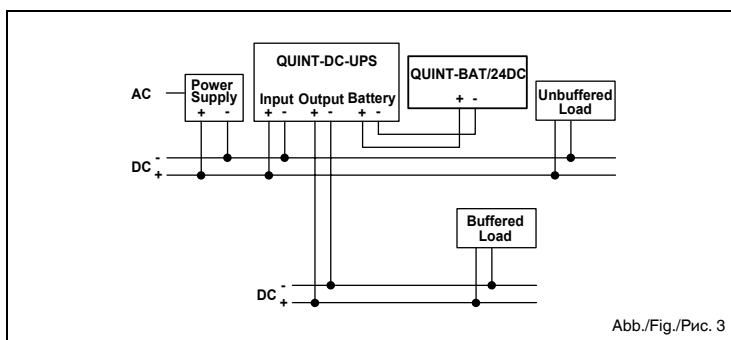 QUINT-DC-UPS
QUINT-BAT/24DC
AC
Power
Supply
+ -
Input Output Battery
+ - + - + -
+ -
Unbuffered
Load
DC -
+
Buffered
Load
DC -
+
Abb./Fig./Рис. 3